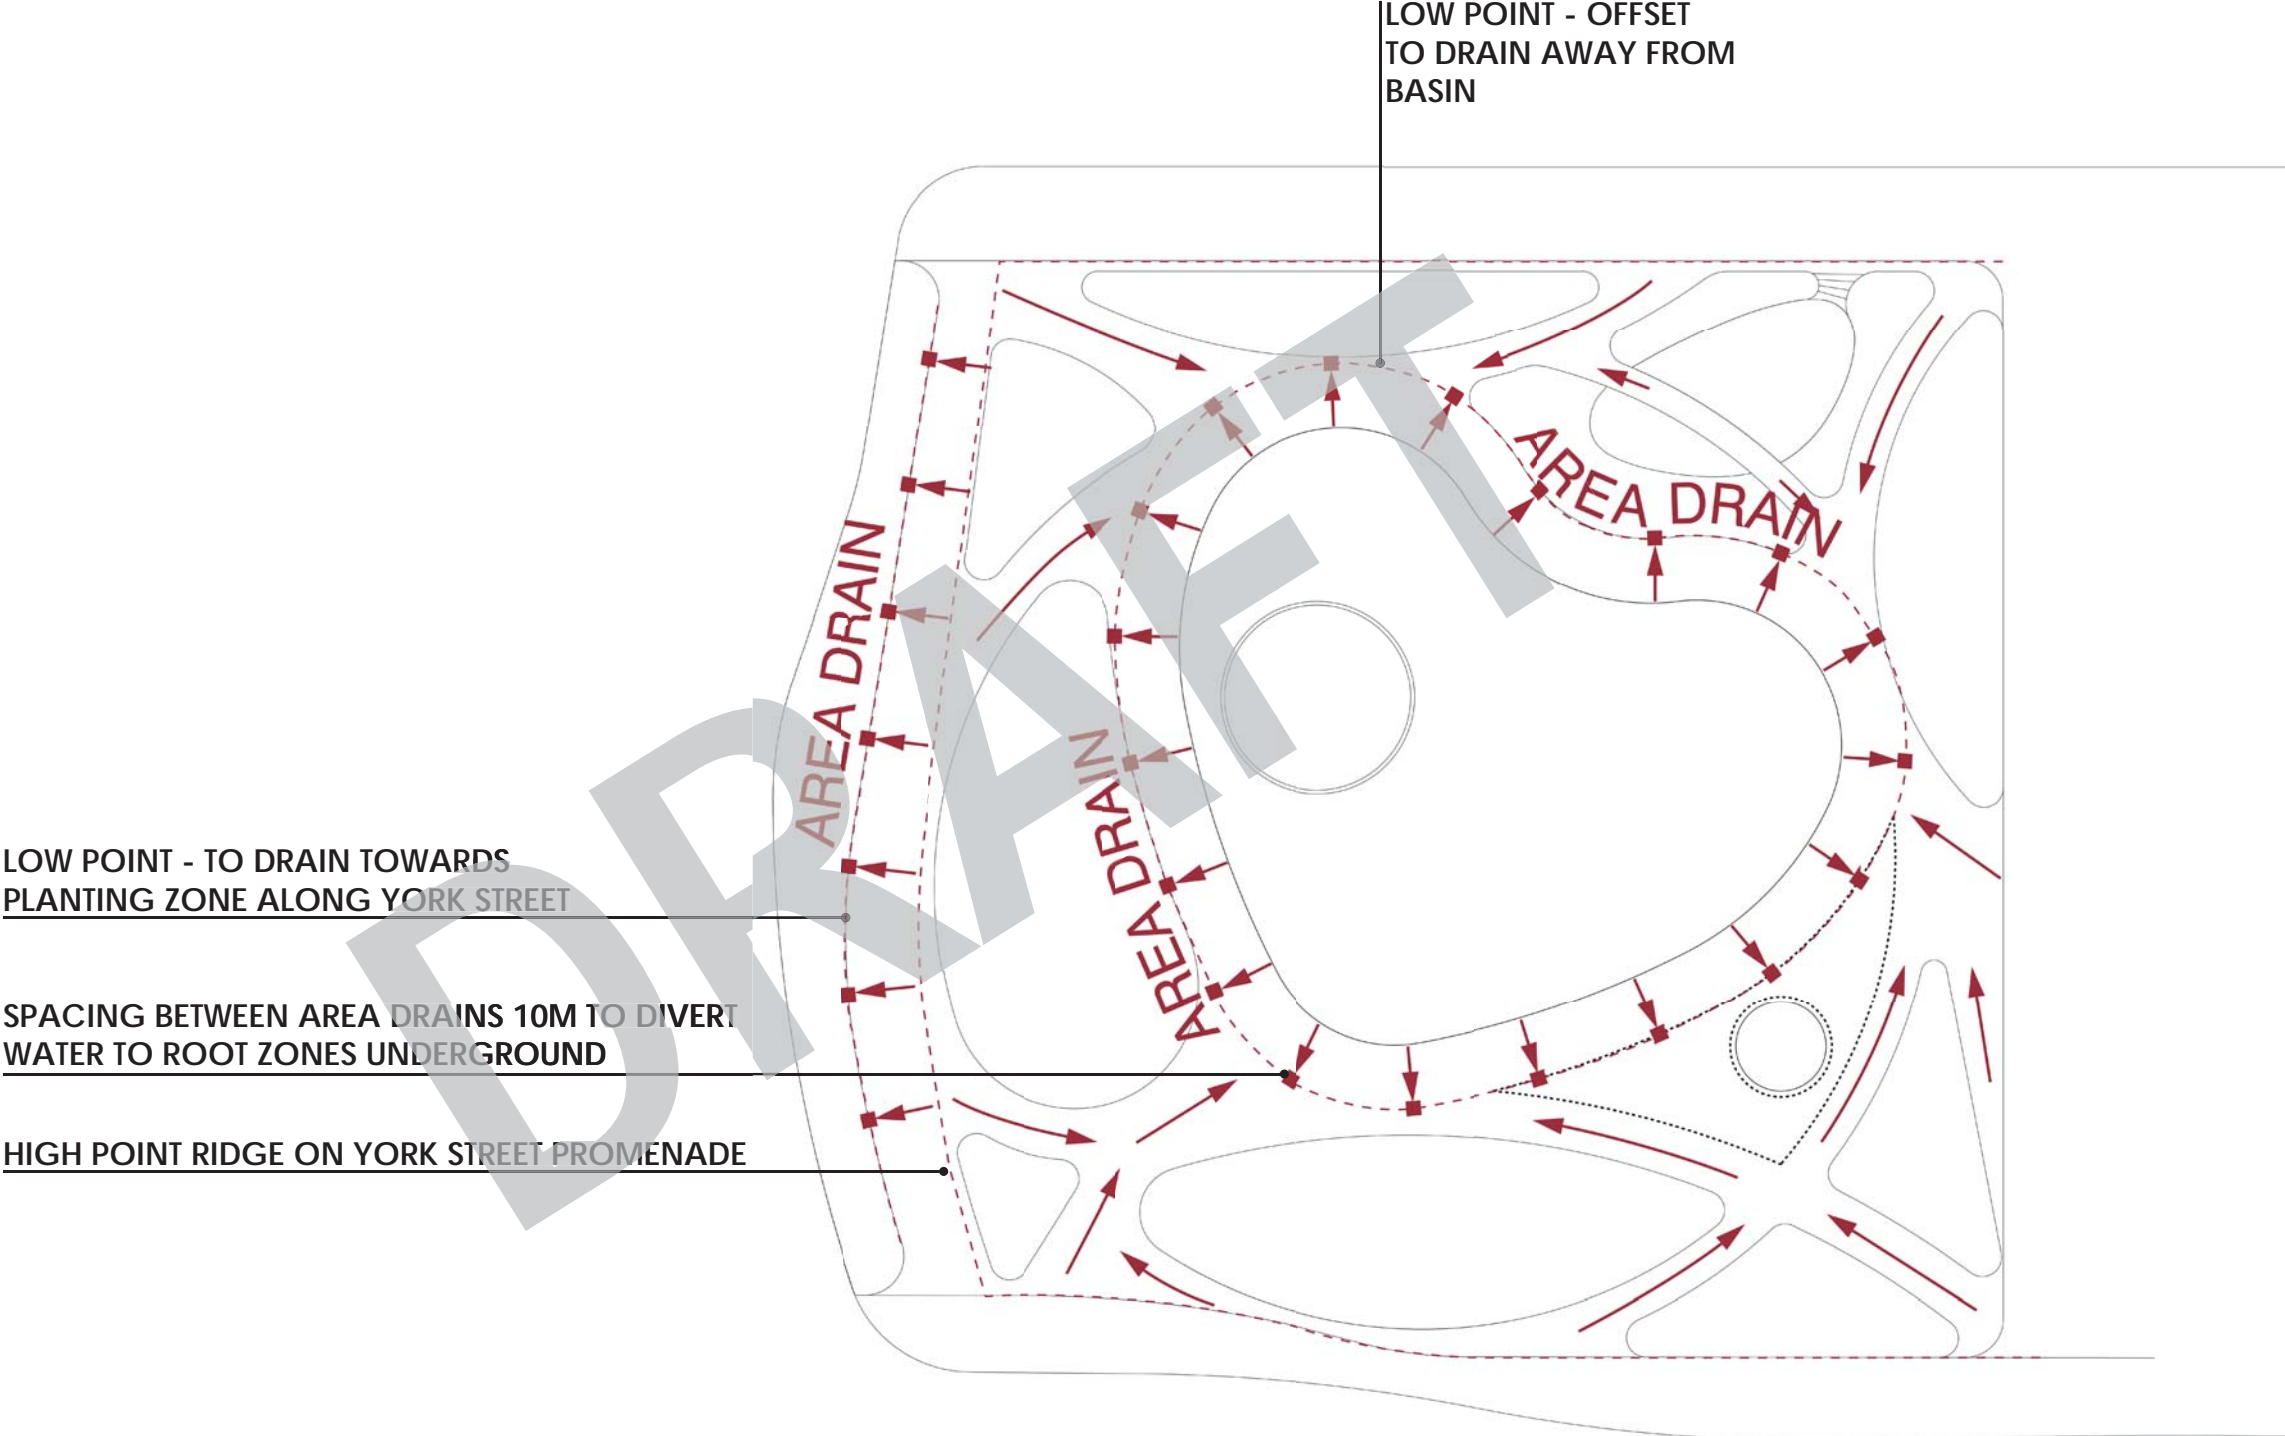 LOW POINT - OFFSET
TO DRAIN AWAY FROM
BASIN
AREA DRAIN
AREA DRAIN
AREA DRAIN
LOW POINT - TO DRAIN TOWARDS
PLANTING ZONE ALONG YORK STREET
SPACING BETWEEN AREA DRAINS 10M TO DIVERT
WATER TO ROOT ZONES UNDERGROUND
HIGH POINT RIDGE ON YORK STREET PROMENADE
DRAFT